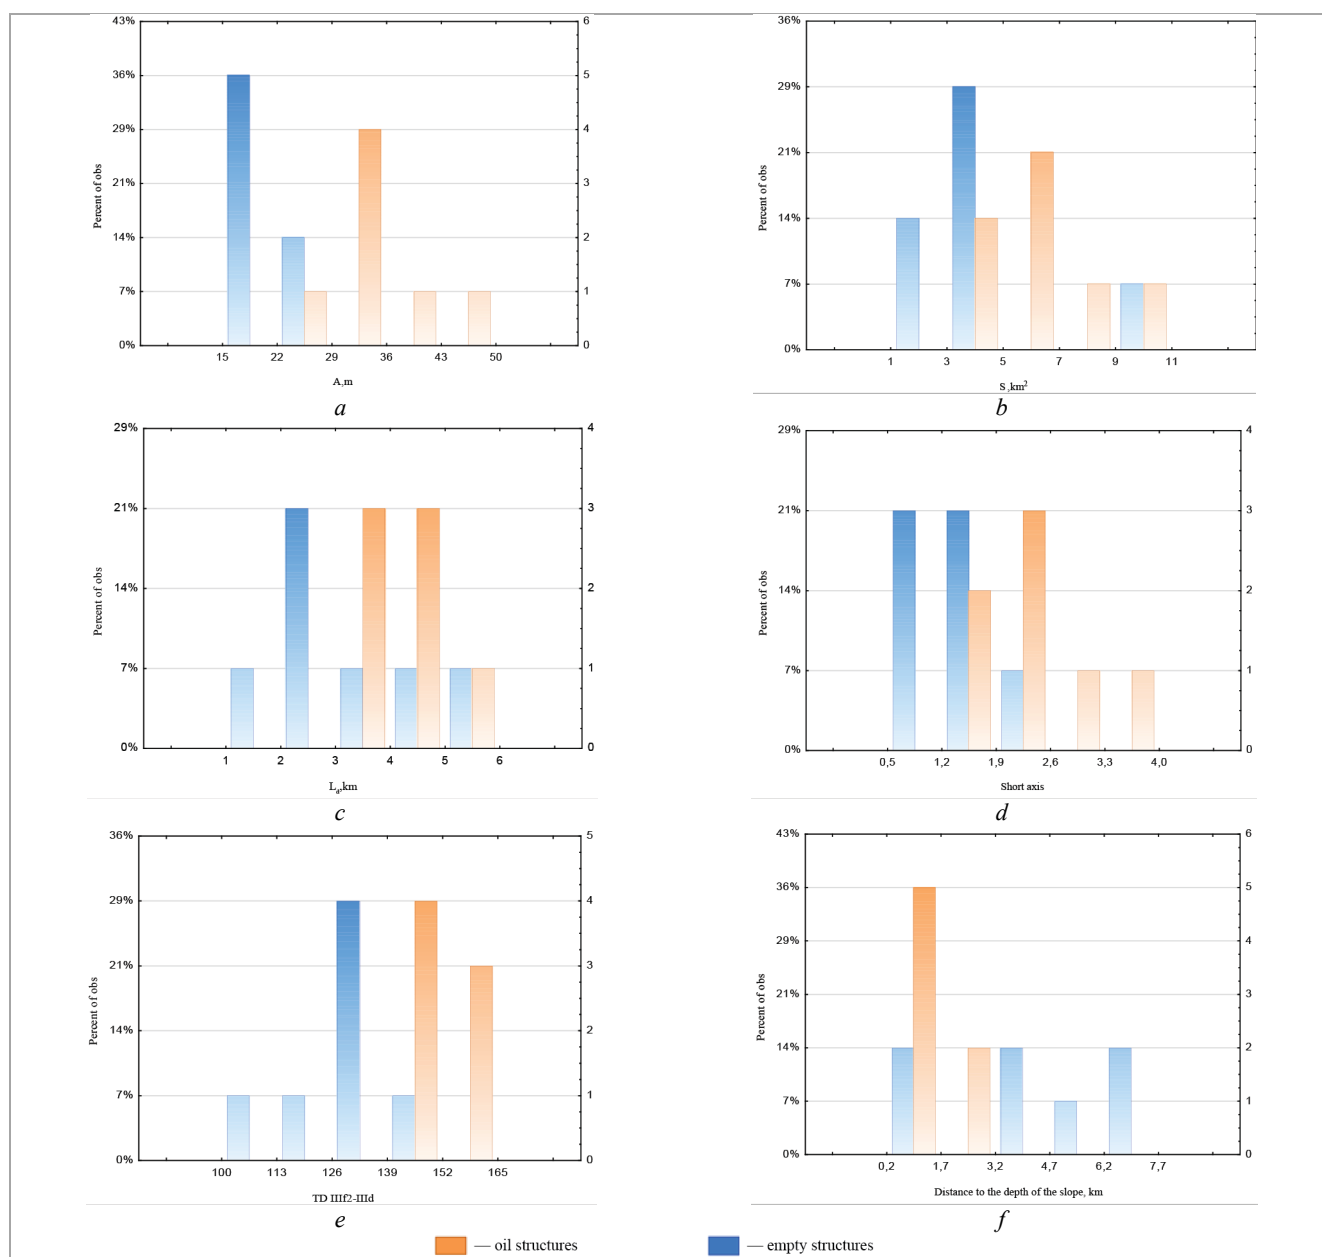 43%
36%
29%
21%
14%
7%
0%
6
5
4
3
2
1
0
Percent of obs
15 22 29 36 43 50
A,m
a
36%
29%
21%
14%
7%
0%
Percent of obs
1 3 5 7 9 11
S ,km²
b
29%
21%
14%
7%
0%
4
3
2
1
0
Percent of obs
1 2 3 4 5 6
km
c
29%
21%
14%
7%
0%
4
3
2
1
0
Percent of obs
0,5 1,2 1,9 2,6 3,3 4,0
Short axis
d
36%
29%
21%
14%
7%
0%
5
4
3
2
1
0
Percent of obs
100 113 126 139 152 165
TD IIIf2-IIId
e
43%
36%
29%
21%
14%
7%
0%
6
5
4
3
2
1
0
Percent of obs
0,2 1,7 3,2 4,7 6,2 7,7
Distance to the depth of the slope, km
f
— oil structures
— empty structures